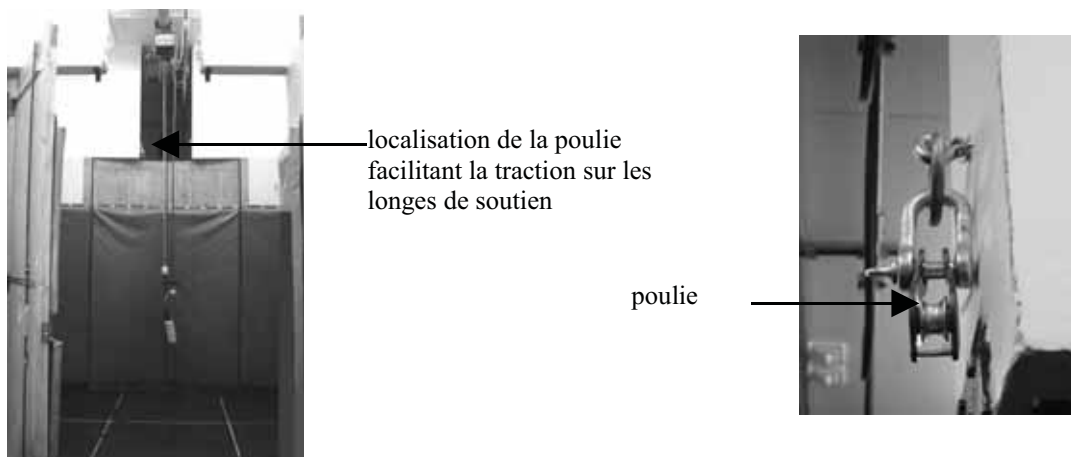 localisation de la poulie
facilitant la traction sur les
longes de soutien
poulie